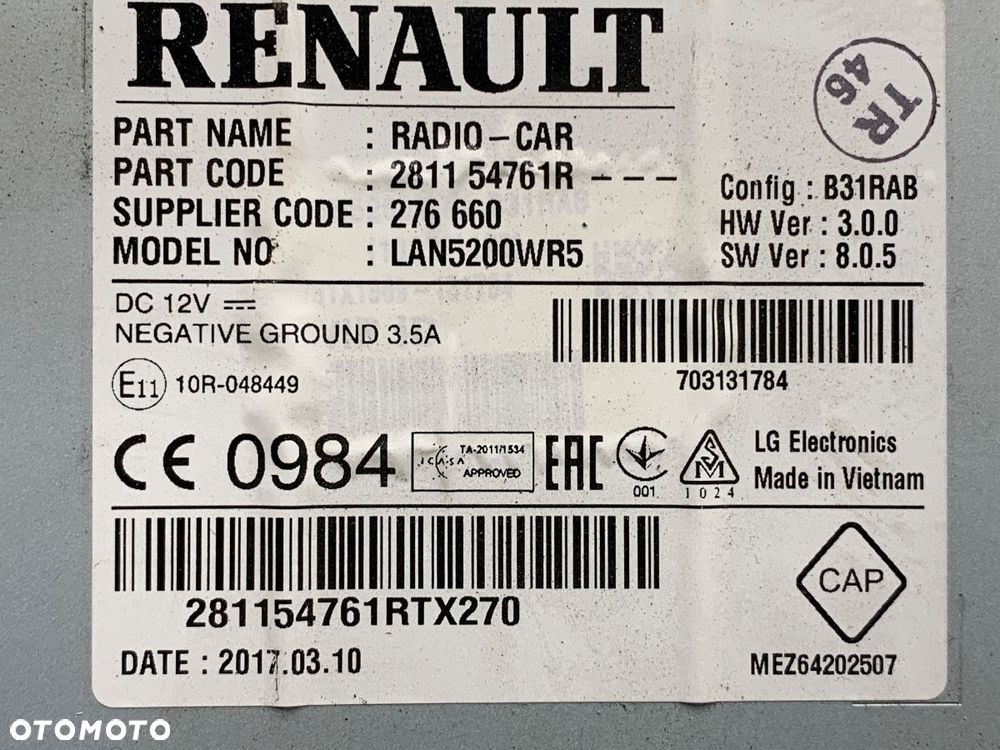 RENAULT
TR
46
PART NAME : RADIO-CAR
PART CODE : 2811 54761R ---
SUPPLIER CODE : 276 660
MODEL NO : LAN5200WR5
Config : B31RAB
HW Ver : 3.0.0
SW Ver : 8.0.5
DC 12V
NEGATIVE GROUND 3.5A
E11 10R-048449
703131784
CE 0984
TA-2011/1534
ICASA
APPROVED
EAC
001
SM
1024
LG Electronics
Made in Vietnam
281154761RTX270
CAP
DATE : 2017.03.10
MEZ64202507
OTOMOTO